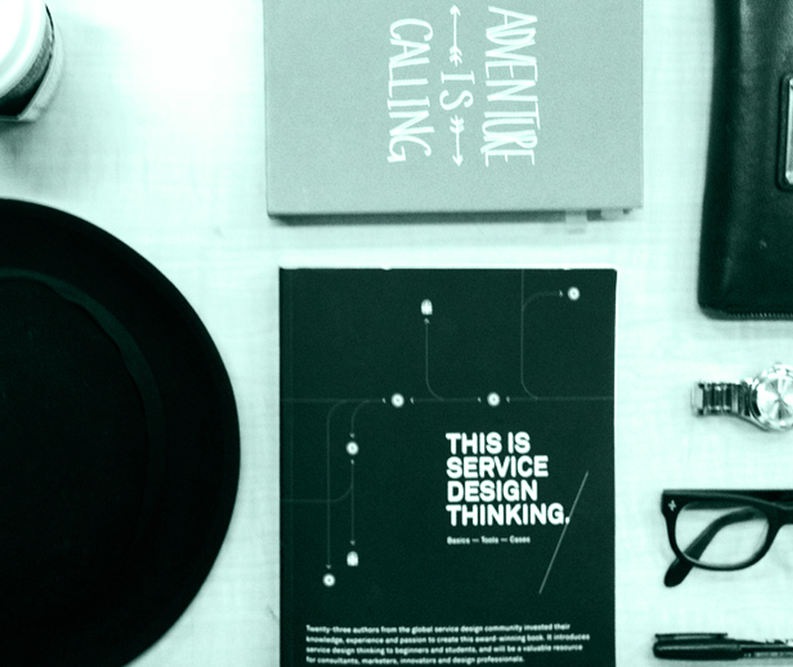 ADVENTURE
IS
CALLING
THIS IS
SERVICE
DESIGN
THINKING.
Basics — Tools — Cases
Twenty-three authors from the global service design community invested their
knowledge, experience and passion to create this award-winning book. It introduces
service design thinking to beginners and students, and will be a valuable resource
for consultants, marketers, innovators and design professionals.